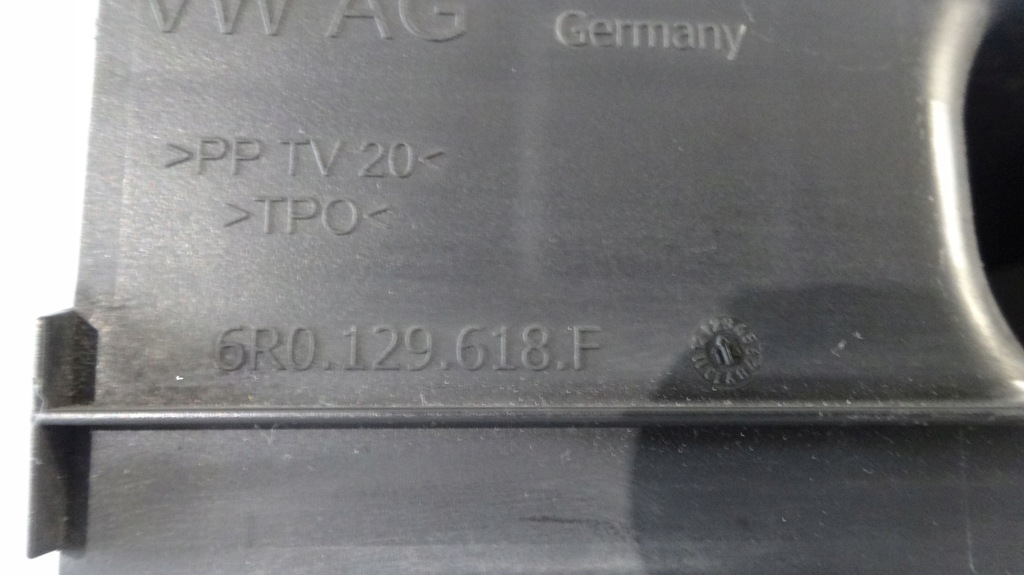 VW AG Germany
>PP TV 20<
>TPO<
6R0.129.618.F